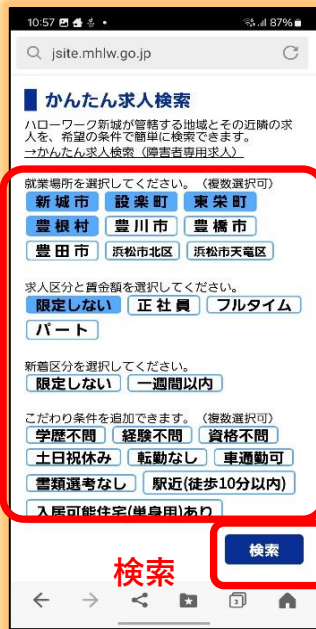 10:57
87%
jsite.mhlw.go.jp
かんたん求人検索
ハローワーク新城が管轄する地域とその近隣の求
人を、希望の条件で簡単に検索できます。
→かんたん求人検索（障害者専用求人）
就業場所を選択してください。（複数選択可）
新城市 設楽町 東栄町
豊根村 豊川市 豊橋市
豊田市 浜松市北区 浜松市天竜区
求人区分と賃金額を選択してください。
限定しない 正社員 フルタイム
パート
新着区分を選択してください。
限定しない 一週間以内
こだわり条件を追加できます。（複数選択可）
学歴不問 経験不問 資格不問
土日祝休み 転勤なし 車通勤可
書類選考なし 駅近(徒歩10分以内)
入居可能住宅(単身用)あり
検索
検索
3